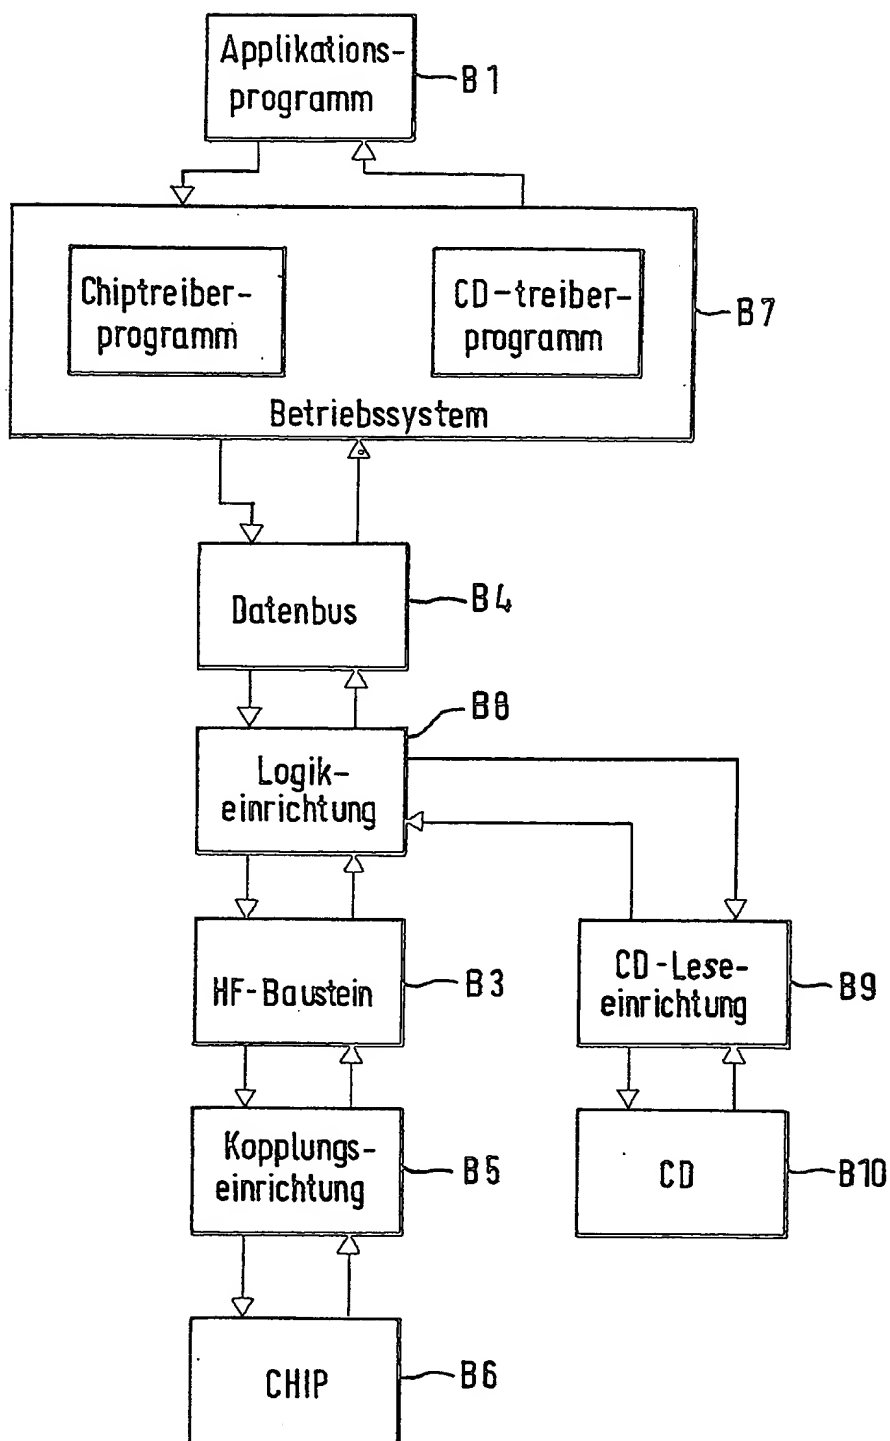 Applikations-
programm
B1
Chiptreiber-
programm
CD-treiber-
programm
B7
Betriebssystem
Datenbus
B4
B8
Logik-
einrichtung
HF-Baustein
B3
CD-Lese-
einrichtung
B9
Kopplungs-
einrichtung
B5
CD
B10
CHIP
B6